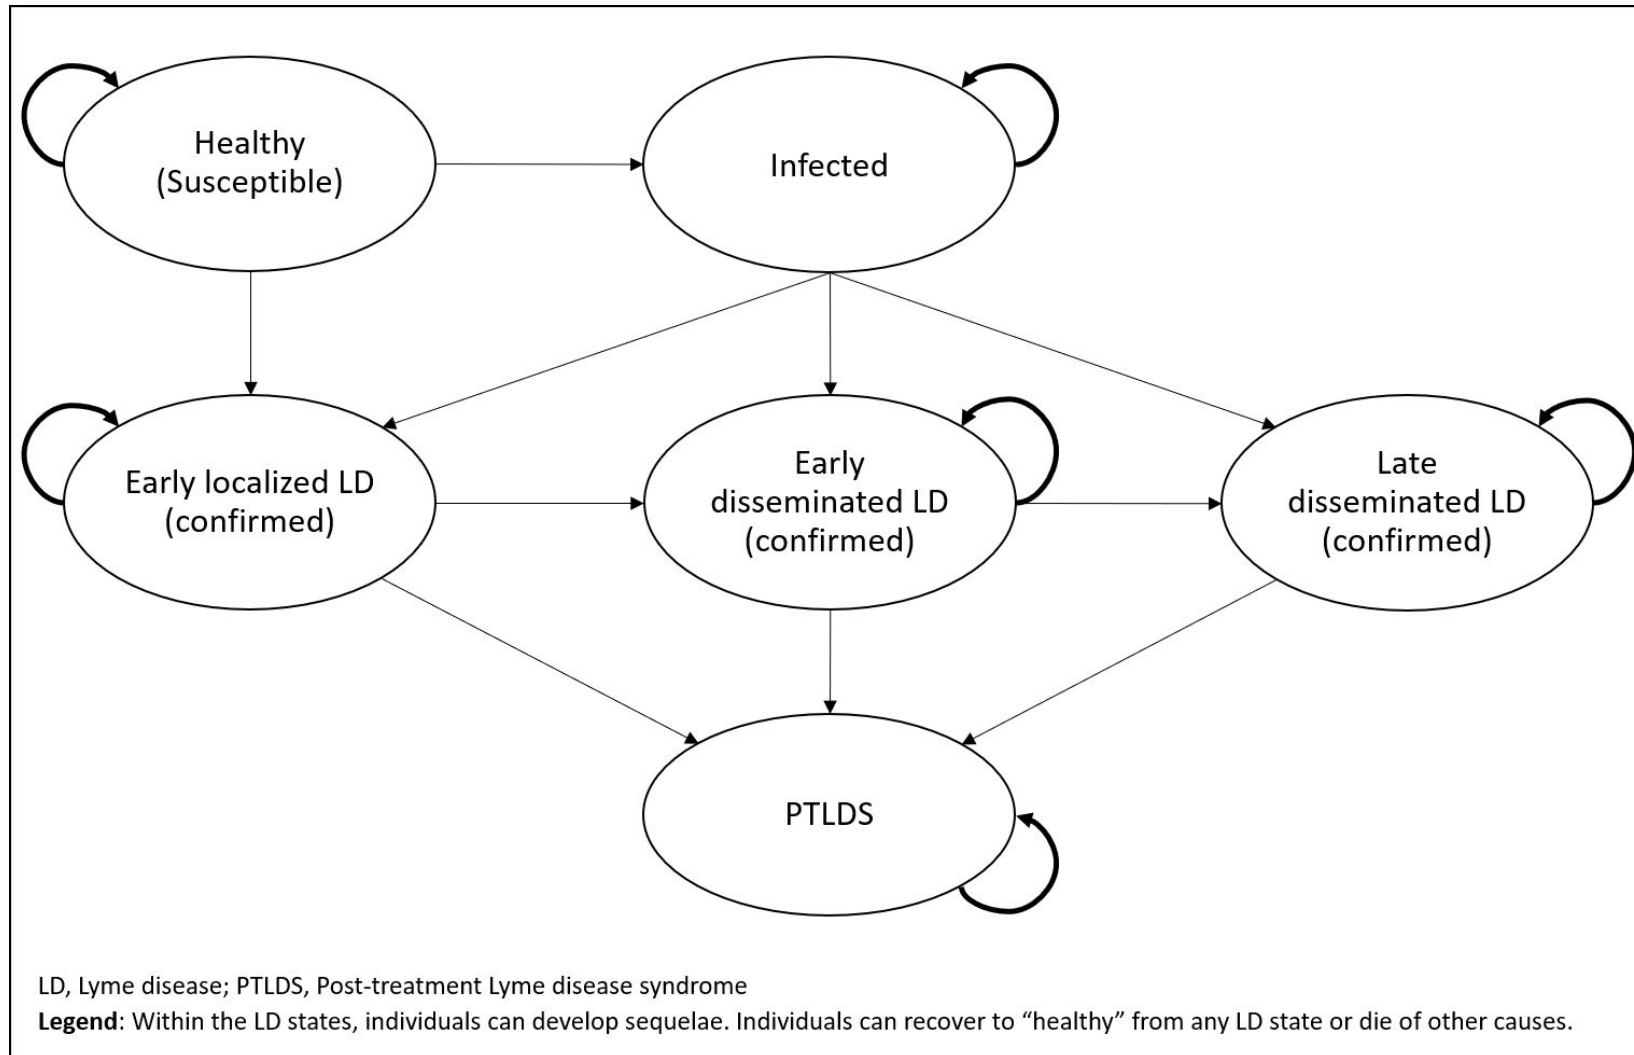 Healthy
(Susceptible)
Infected
Early localized LD
(confirmed)
Early
disseminated LD
(confirmed)
Late
disseminated LD
(confirmed)
PTLDS
LD, Lyme disease; PTLDS, Post-treatment Lyme disease syndrome
Legend: Within the LD states, individuals can develop sequelae. Individuals can recover to “healthy” from any LD state or die of other causes.